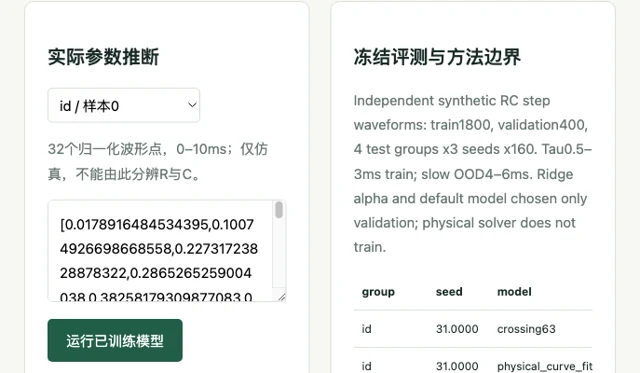 实际参数推断
id / 样本0
32个归一化波形点，0–10ms；仅仿
真，不能由此分辨R与C。
[0.0178916484534395,0.1007
4926698668558,0.227317238
28878322,0.2865265259004
038,0.38258179309877083,0
运行已训练模型
冻结评测与方法边界
Independent synthetic RC step
waveforms: train1800, validation400,
4 test groups x3 seeds x160. Tau0.5–
3ms train; slow OOD4–6ms. Ridge
alpha and default model chosen only
validation; physical solver does not
train.
group seed model
id 31.0000 crossing63
id 31.0000 physical_curve_fit